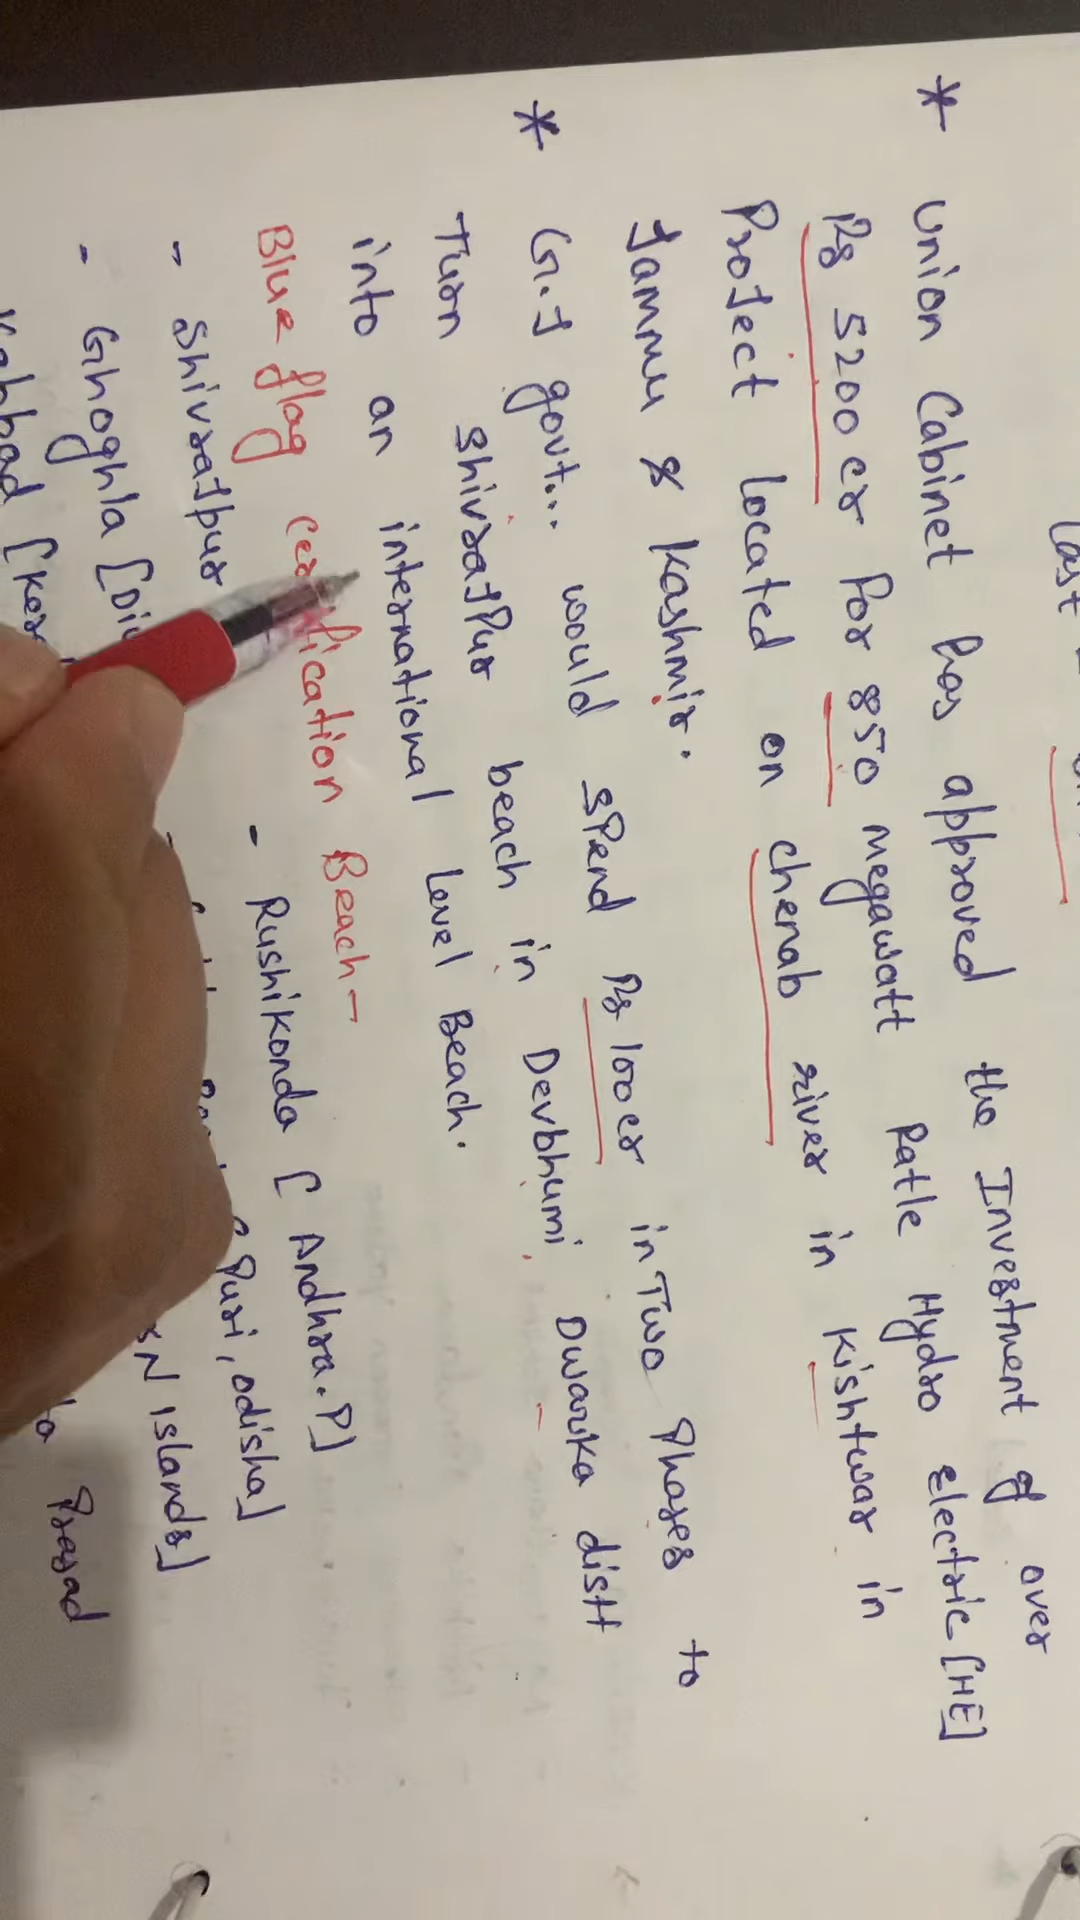 last
* Union Cabinet has approved the Investment of over
Rs 5200 cr for 850 megawatt Ratle Hydro electric [HE]
Project located on chenab river in Kishtwar in
Jammu & Kashmir.
* G.J govt... would spend Rs 100cr in Two Phases to
Turn shivrajpur beach in Devbhumi Dwarka distt
into an international level Beach.
Blue flag Beach -
- Shivrajpur - Rushikonda [Andhra.P]
- Ghoghla [Diu Puri, odisha]
[Ker N islands]
Prasad